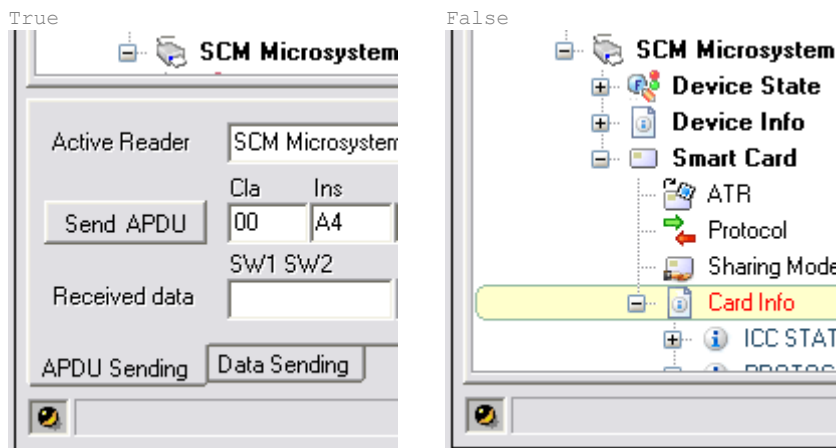 True
SCM Microsystem
Active Reader SCM Microsystem
Cla Ins
Send APDU 00 A4
SW1 SW2
Received data
APDU Sending Data Sending
False
SCM Microsystem
Device State
Device Info
Smart Card
ATR
Protocol
Sharing Mode
Card Info
ICC STAT